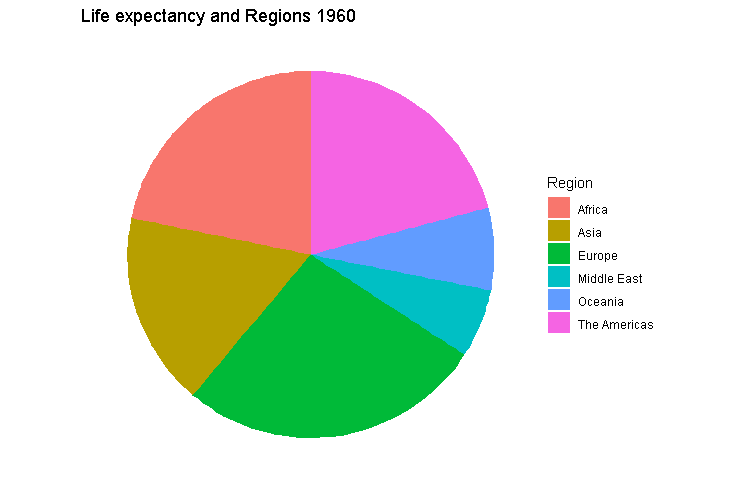 Life expectancy and Regions 1960
Region
Africa
Asia
Europe
Middle East
Oceania
The Americas